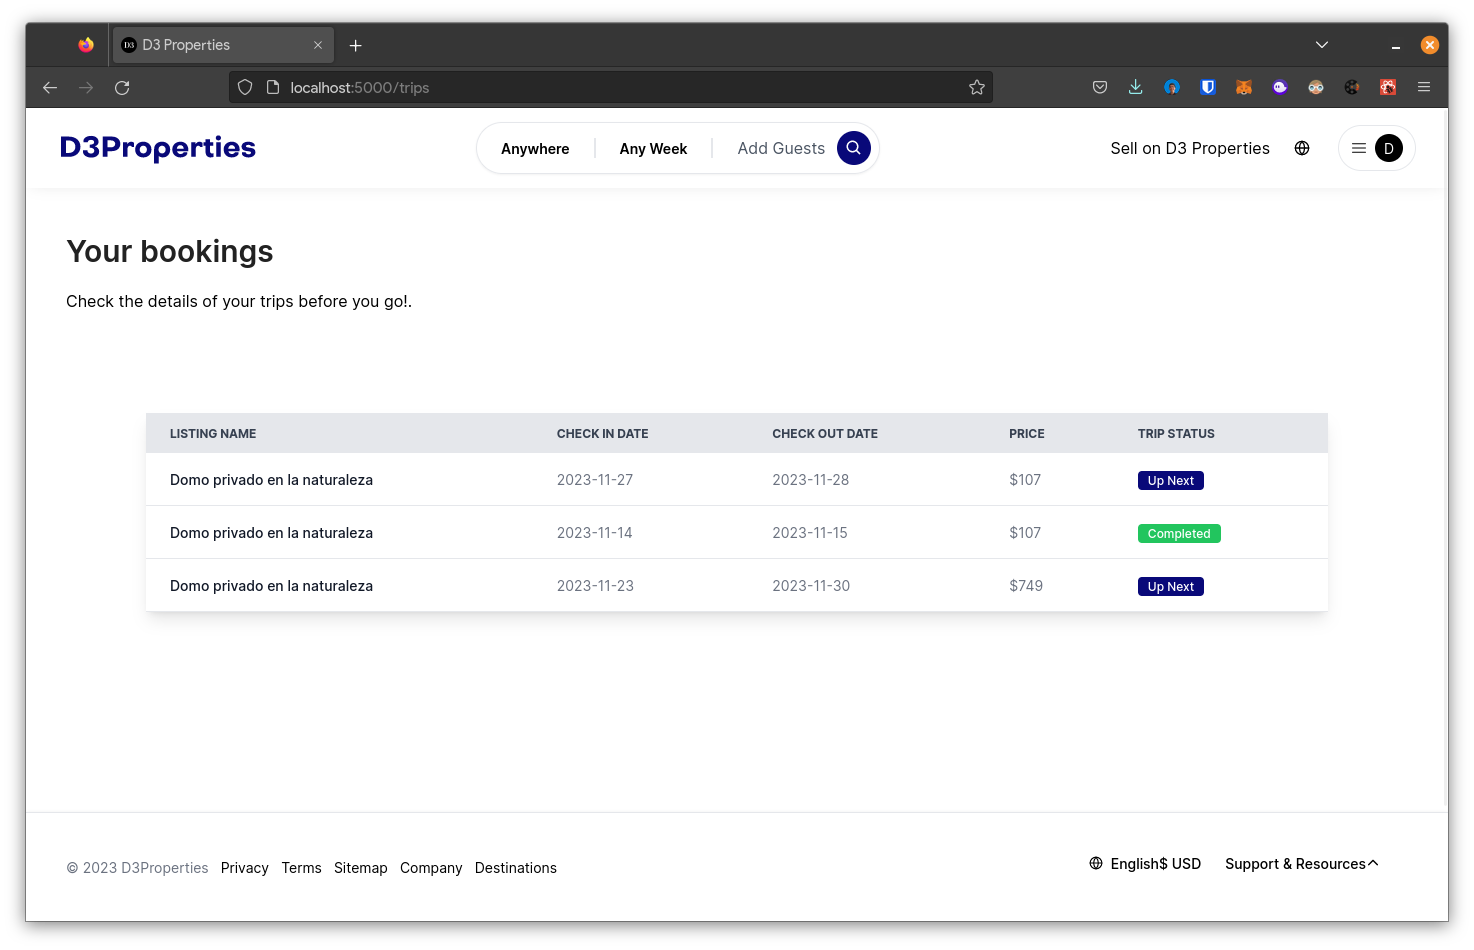 D3 D3 Properties
localhost:5000/trips
D3Properties Anywhere Any Week Add Guests Sell on D3 Properties D
Your bookings
Check the details of your trips before you go!.
LISTING NAME CHECK IN DATE CHECK OUT DATE PRICE TRIP STATUS
Domo privado en la naturaleza 2023-11-27 2023-11-28 $107 Up Next
Domo privado en la naturaleza 2023-11-14 2023-11-15 $107 Completed
Domo privado en la naturaleza 2023-11-23 2023-11-30 $749 Up Next
© 2023 D3Properties Privacy Terms Sitemap Company Destinations English$ USD Support & Resources